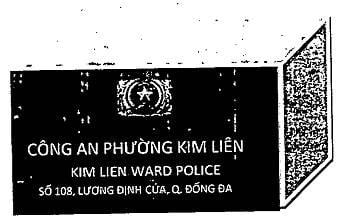 CÔNG AN PHƯỜNG KIM LIÊN
KIM LIEN WARD POLICE
SỐ 108, LƯƠNG ĐỊNH CỦA, Q. ĐỐNG ĐA